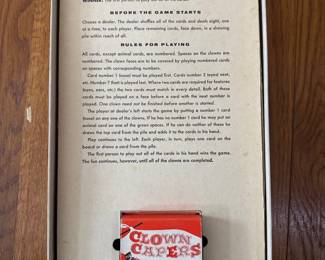 BEFORE THE GAME STARTS
Choose a dealer. The dealer shuffles all of the cards and deals eight, one
at a time, to each player. Place remaining cards, face down, in a drawing
pile within reach of all.
RULES FOR PLAYING
All cards, except animal cards, are numbered. Spaces on the clowns are
numbered. The clown faces are to be covered by playing numbered cards
on spaces with corresponding numbers.
Card number 1 must be played first. Cards number 2 played next,
etc. Number 7 that is played last. Where two cards are required for features
(eyes, ears, etc.) the two cards must match in every detail. Both of these
cards must be played on a face before a card with the next number is
played. One clown need not be finished before another is started.
The player at dealer's left starts the game by putting a number 1 card
on any one of the clowns. If he has no number 1 card he may put an
animal card on one of the green spaces. If he can do neither of these he
draws the top card from the pile and adds it to the cards in his hand.
Play continues to the left. Each player, in turn, plays one card on the
board or draws a card from the pile.
The first person to play out all of the cards in his hand wins the game.
The fun continues, however, until all of the clowns are completed.
CLOWN
CAPERS